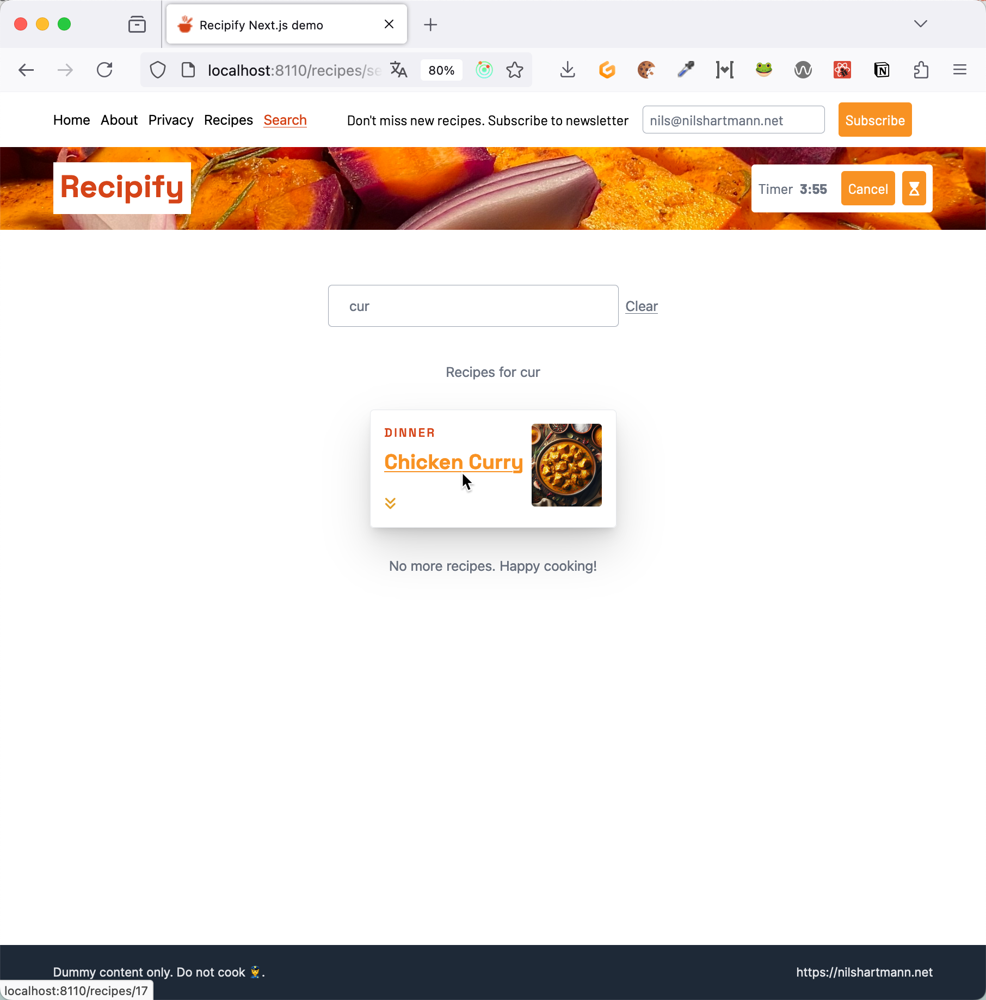 Recipify Next.js demo
localhost:8110/recipes/se
80%
Home About Privacy Recipes Search
Don't miss new recipes. Subscribe to newsletter
nils@nilshartmann.net
Subscribe
Recipify
Timer 3:55
Cancel
cur
Clear
Recipes for cur
DINNER
Chicken Curry
No more recipes. Happy cooking!
Dummy content only. Do not cook 👮.
https://nilshartmann.net
localhost:8110/recipes/17